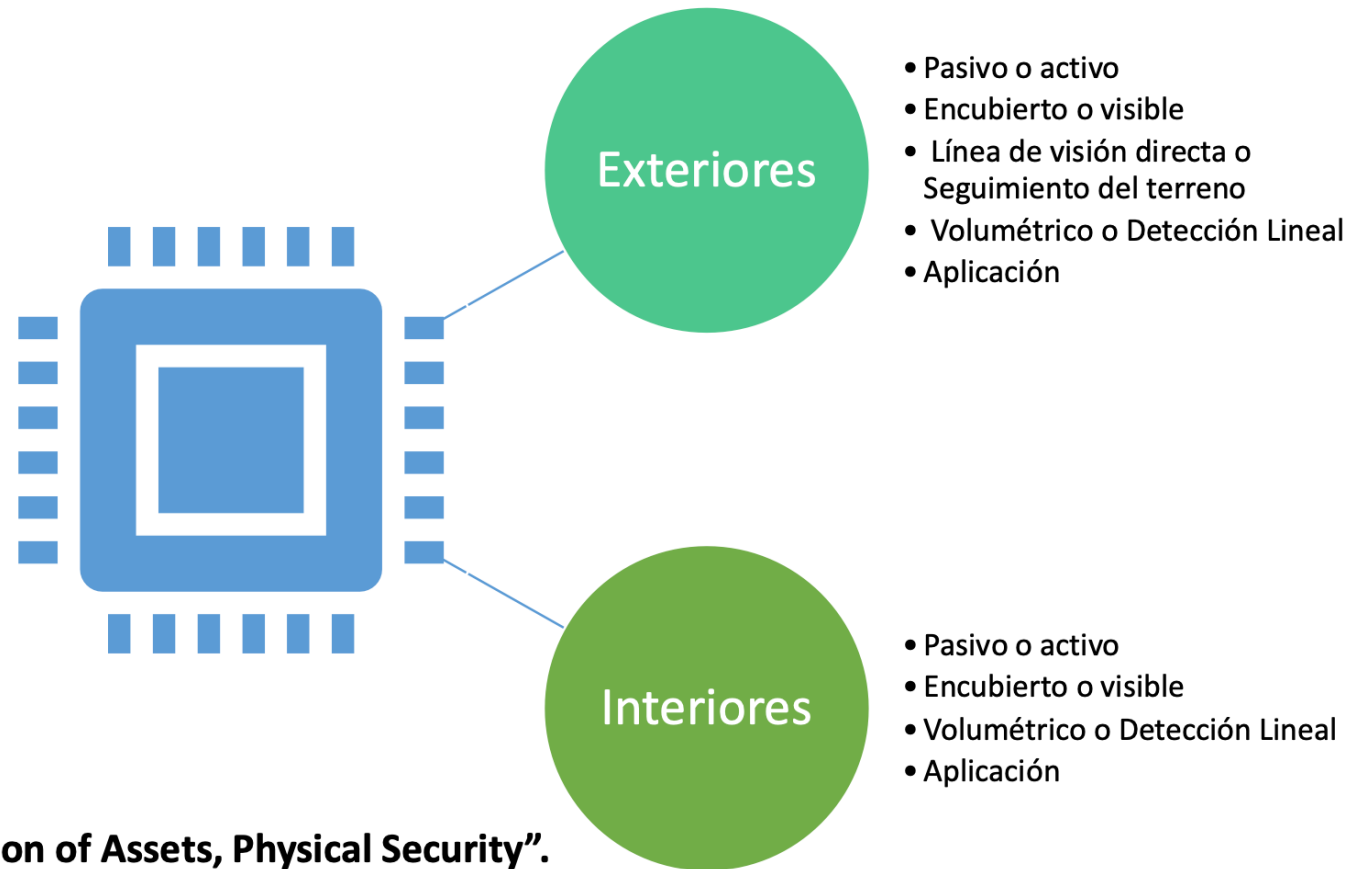 Exteriores
• Pasivo o activo
• Encubierto o visible
• Línea de visión directa o
Seguimiento del terreno
• Volumétrico o Detección Lineal
• Aplicación
Interiores
• Pasivo o activo
• Encubierto o visible
• Volumétrico o Detección Lineal
• Aplicación
on of Assets, Physical Security”.